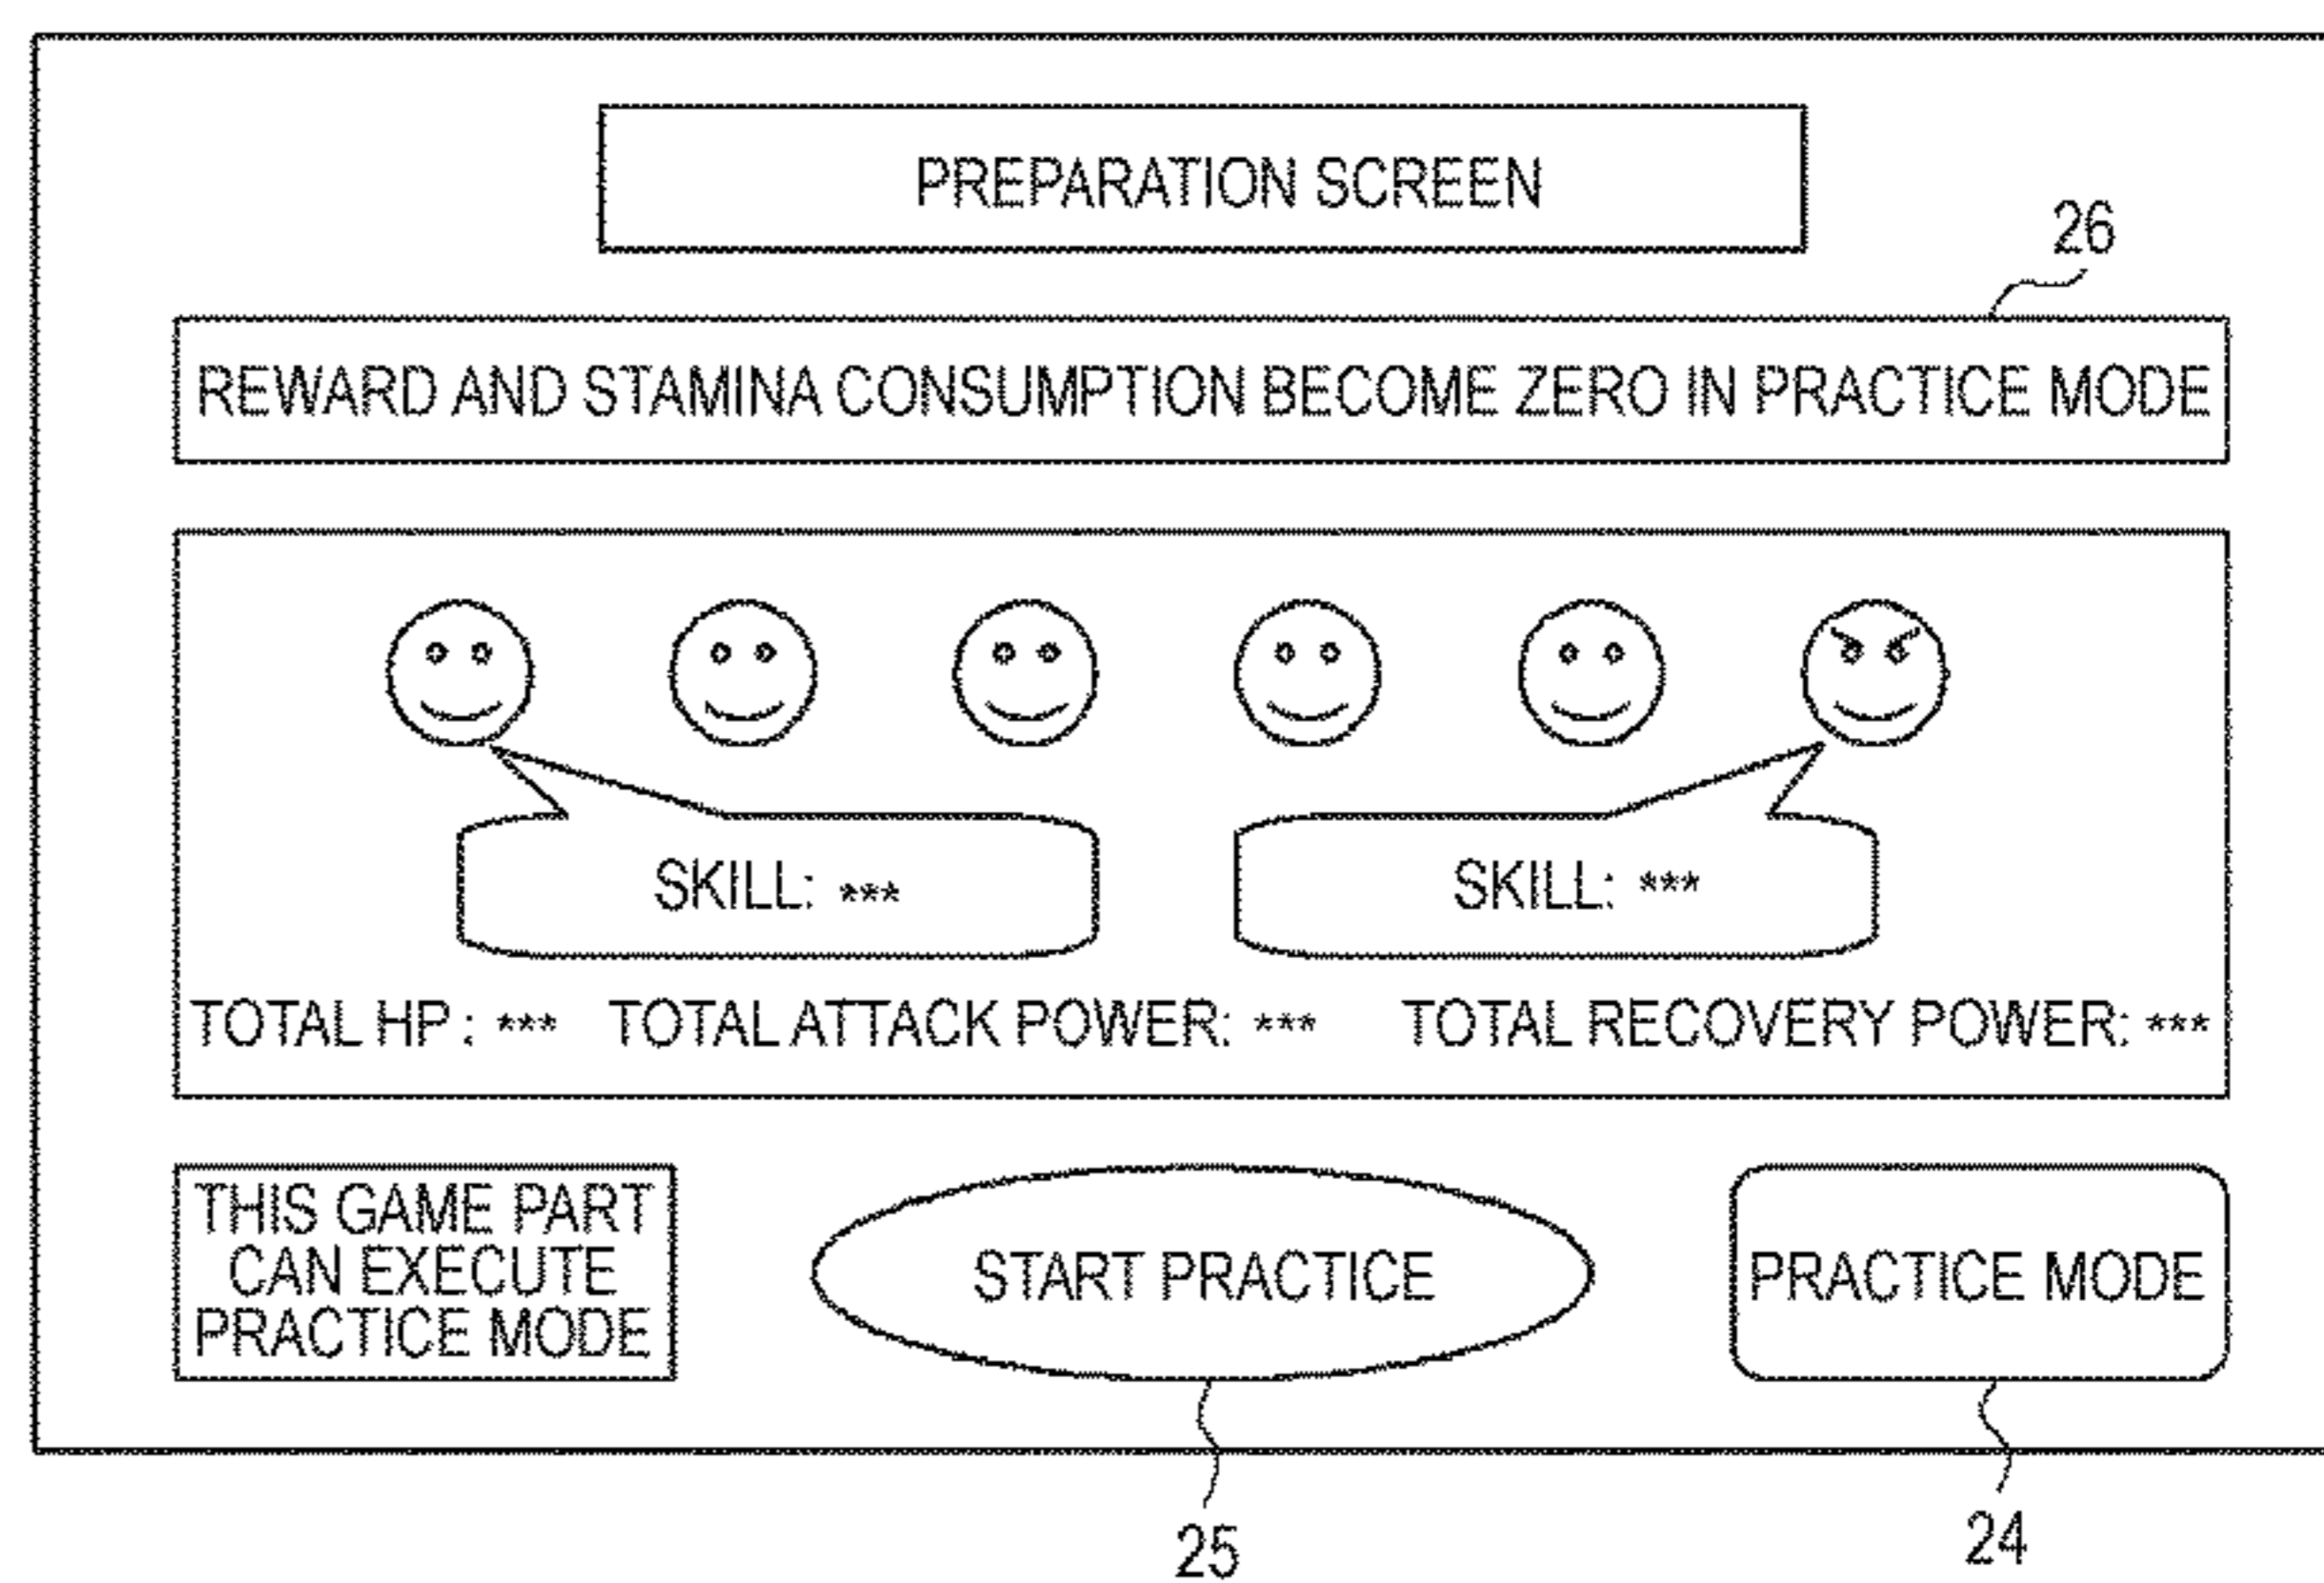 PREPARATION SCREEN
26
REWARD AND STAMINA CONSUMPTION BECOME ZERO IN PRACTICE MODE
SKILL: ***
SKILL: ***
TOTAL HP : *** TOTAL ATTACK POWER: *** TOTAL RECOVERY POWER: ***
THIS GAME PART
CAN EXECUTE
PRACTICE MODE
START PRACTICE
PRACTICE MODE
25
24